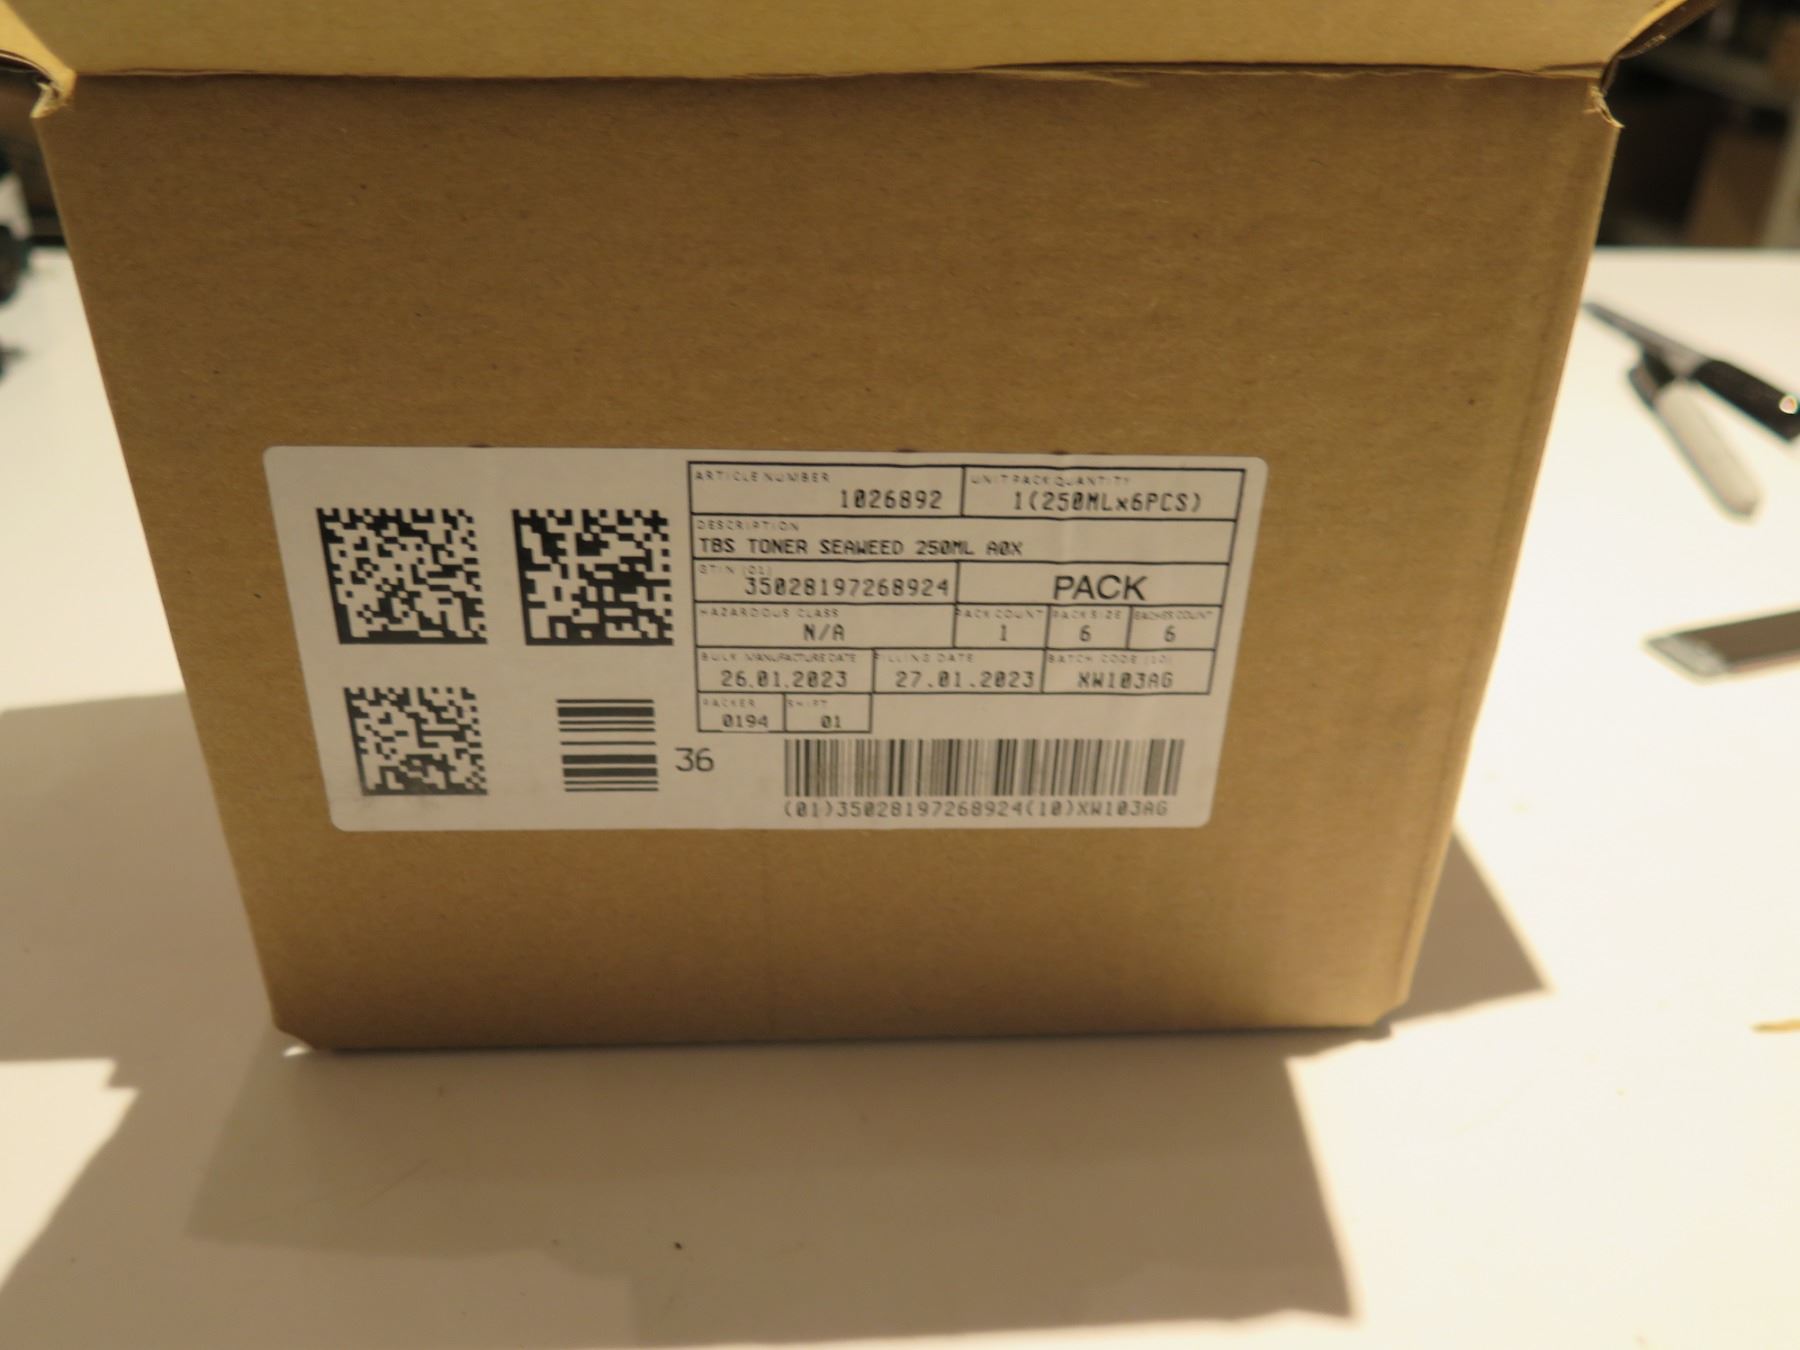 ARTICLE NUMBER
1026892
UNIT PACK QUANTITY
1(250MLx6PCS)
DESCRIPTION
TBS TONER SEAWEED 250ML A0X
GTIN (01)
35028197268924
PACK
HAZARDOUS CLASS
N/A
PACK COUNT
1
PACK SIZE
6
EACHES COUNT
6
BULK MANUFACTURE DATE
26.01.2023
FILLING DATE
27.01.2023
BATCH CODE (10)
XW103AG
PACKER
0194
SHIFT
01
36
(01)35028197268924(10)XW103AG